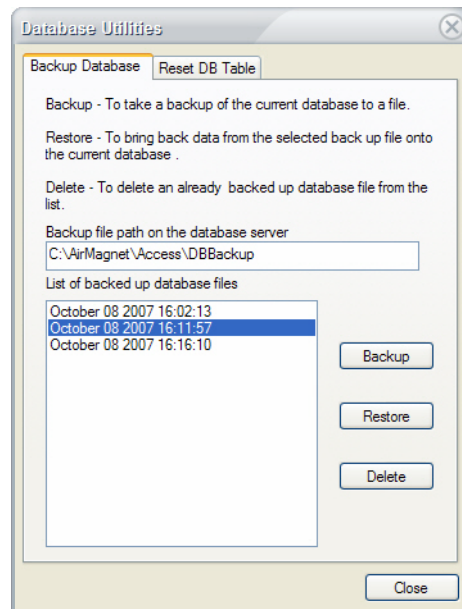 Database Utilities
Backup Database
Reset DB Table
Backup - To take a backup of the current database to a file.
Restore - To bring back data from the selected back up file onto
the current database .
Delete - To delete an already backed up database file from the
list.
Backup file path on the database server
C:\AirMagnet\Access\DBBackup
List of backed up database files
October 08 2007 16:02:13
October 08 2007 16:11:57
October 08 2007 16:16:10
Backup
Restore
Delete
Close